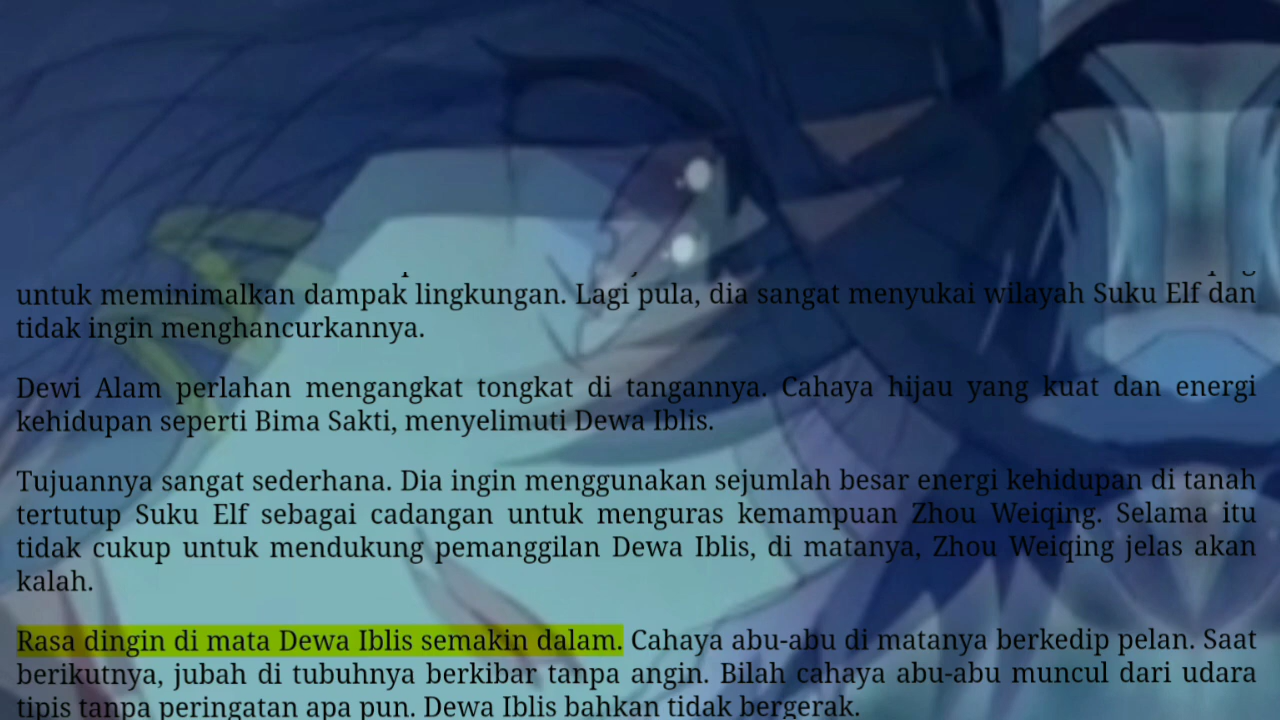 untuk meminimalkan dampak lingkungan. Lagi pula, dia sangat menyukai wilayah Suku Elf dan
tidak ingin menghancurkannya.
Dewi Alam perlahan mengangkat tongkat di tangannya. Cahaya hijau yang kuat dan energi
kehidupan seperti Bima Sakti, menyelimuti Dewa Iblis.
Tujuannya sangat sederhana. Dia ingin menggunakan sejumlah besar energi kehidupan di tanah
tertutup Suku Elf sebagai cadangan untuk menguras kemampuan Zhou Weiqing. Selama itu
tidak cukup untuk mendukung pemanggilan Dewa Iblis, di matanya, Zhou Weiqing jelas akan
kalah.
Rasa dingin di mata Dewa Iblis semakin dalam. Cahaya abu-abu di matanya berkedip pelan. Saat
berikutnya, jubah di tubuhnya berkibar tanpa angin. Bilah cahaya abu-abu muncul dari udara
tipis tanpa peringatan apa pun. Dewa Iblis bahkan tidak bergerak.